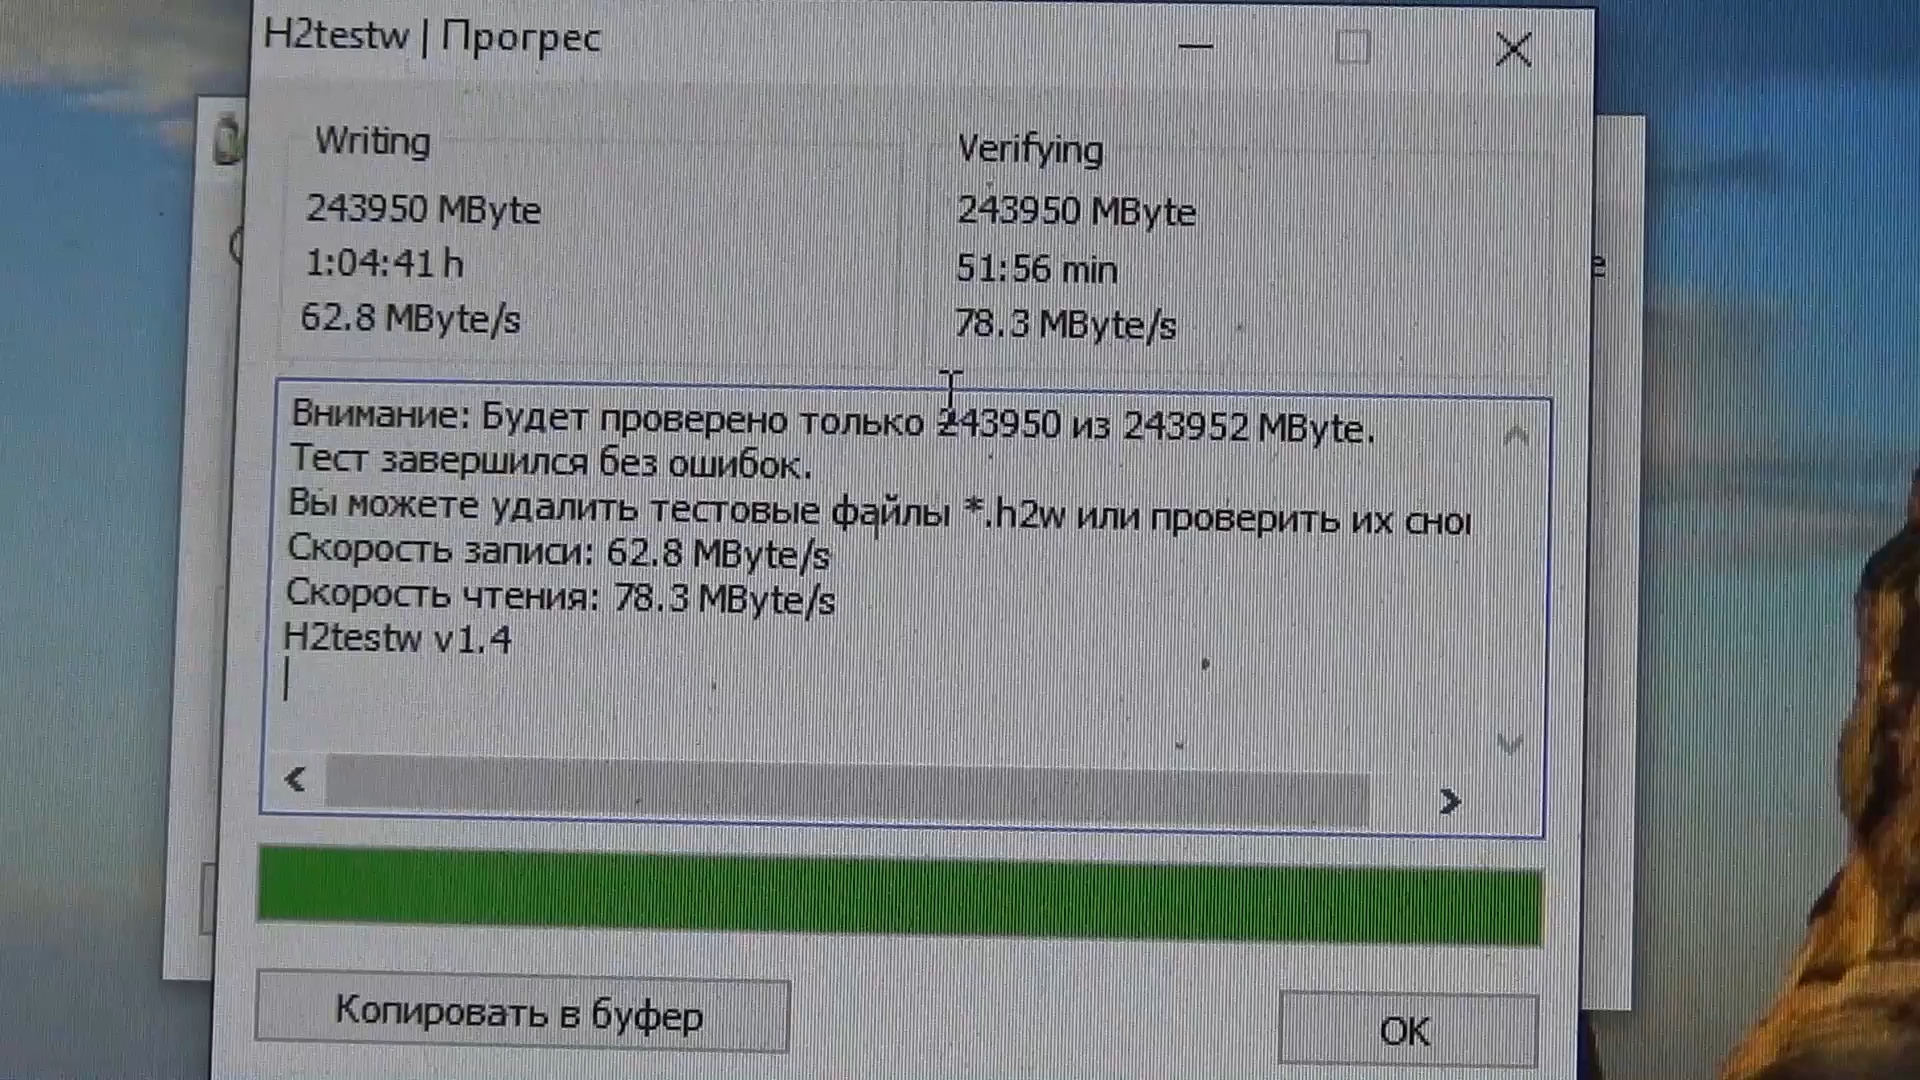 H2testw | Прогрес
Writing
243950 MByte
1:04:41 h
62.8 MByte/s
Verifying
243950 MByte
51:56 min
78.3 MByte/s
Внимание: Будет проверено только 243950 из 243952 MByte.
Тест завершился без ошибок.
Вы можете удалить тестовые файлы *.h2w или проверить их
Скорость записи: 62.8 MByte/s
Скорость чтения: 78.3 MByte/s
H2testw v1.4
Копировать в буфер
OK